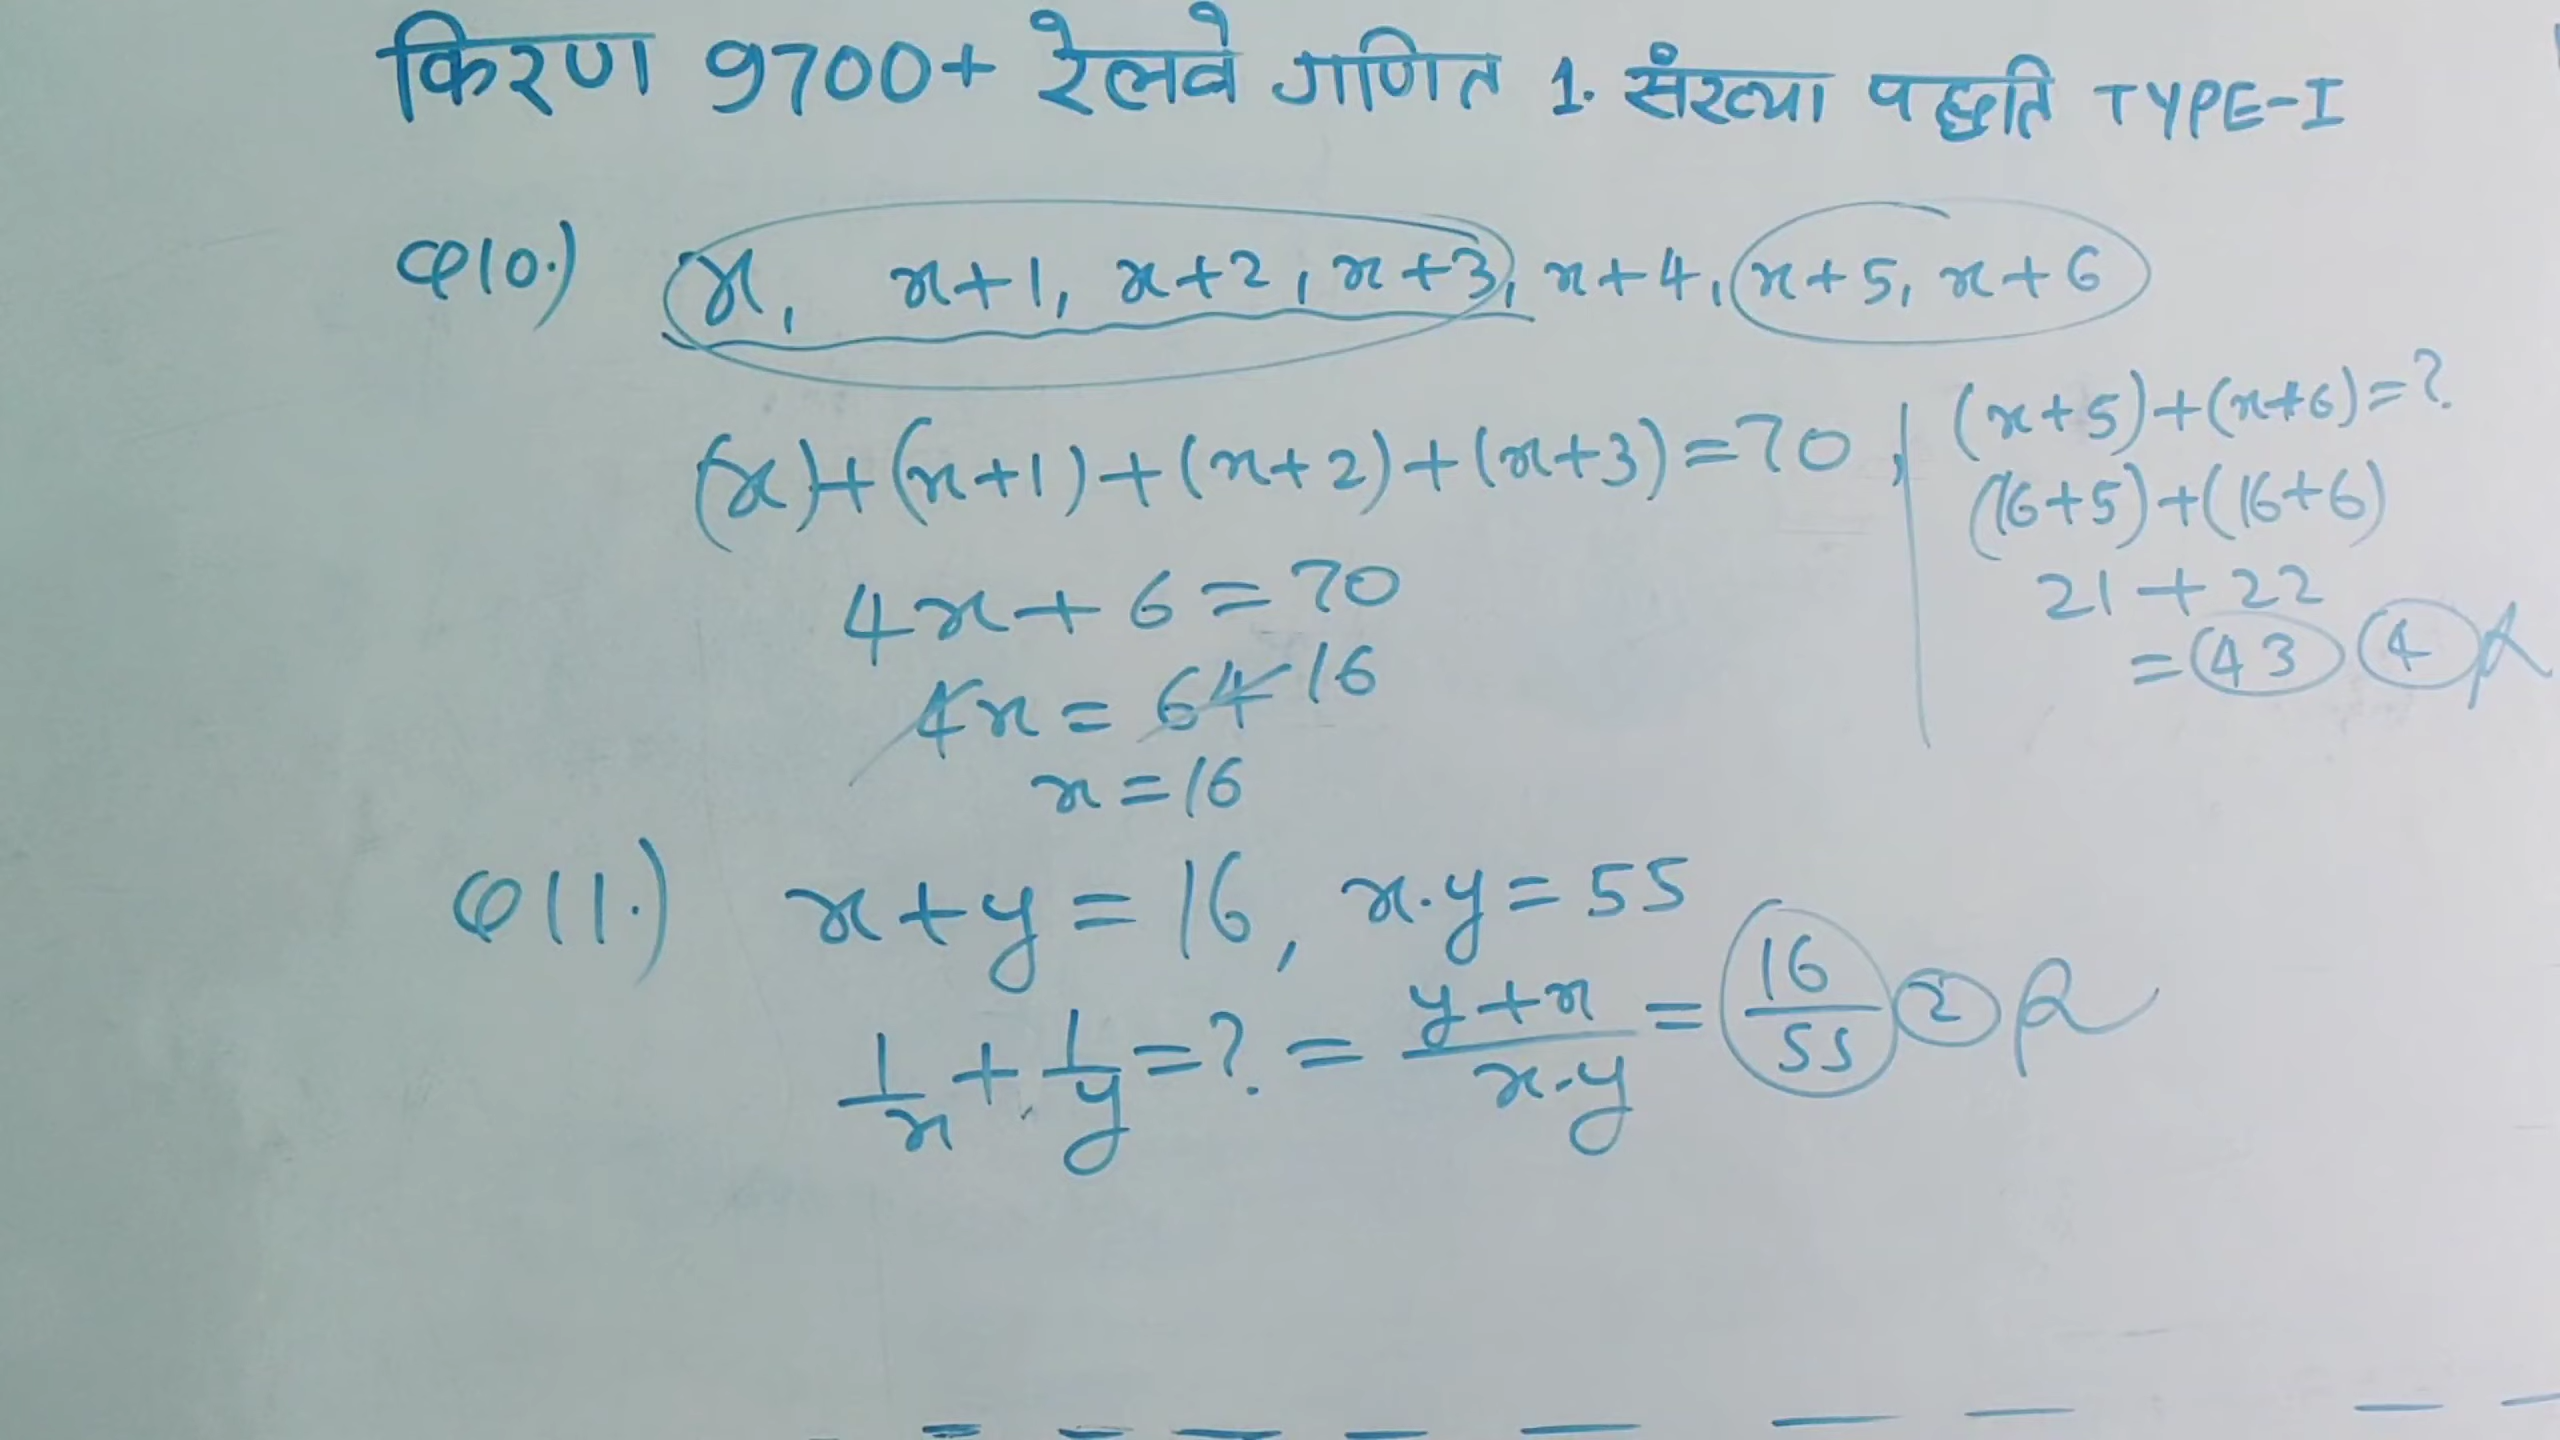 किरण 9700+ रेलवे गणित 1. संख्या पद्धति TYPE-I
Q10.) x, x+1, x+2, x+3, x+4, x+5, x+6
(x)+(x+1)+(x+2)+(x+3)=70,
4x+6=70
4x=64 16
x=16
(x+5)+(x+6)=?
(16+5)+(16+6)
21+22
=43 4
Q11.) x+y=16, x.y=55
1/x+1/y=?=y+x/x.y=16/55 2